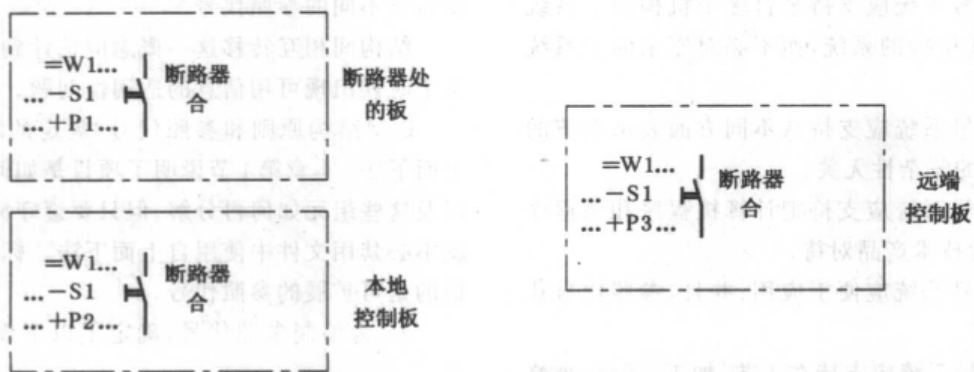 =W1...
...−S1
...+P1...
断路器
合
断路器处
的板
=W1...
...−S1
...+P2...
断路器
合
本地
控制板
=W1...
...−S1
...+P3...
断路器
合
远端
控制板